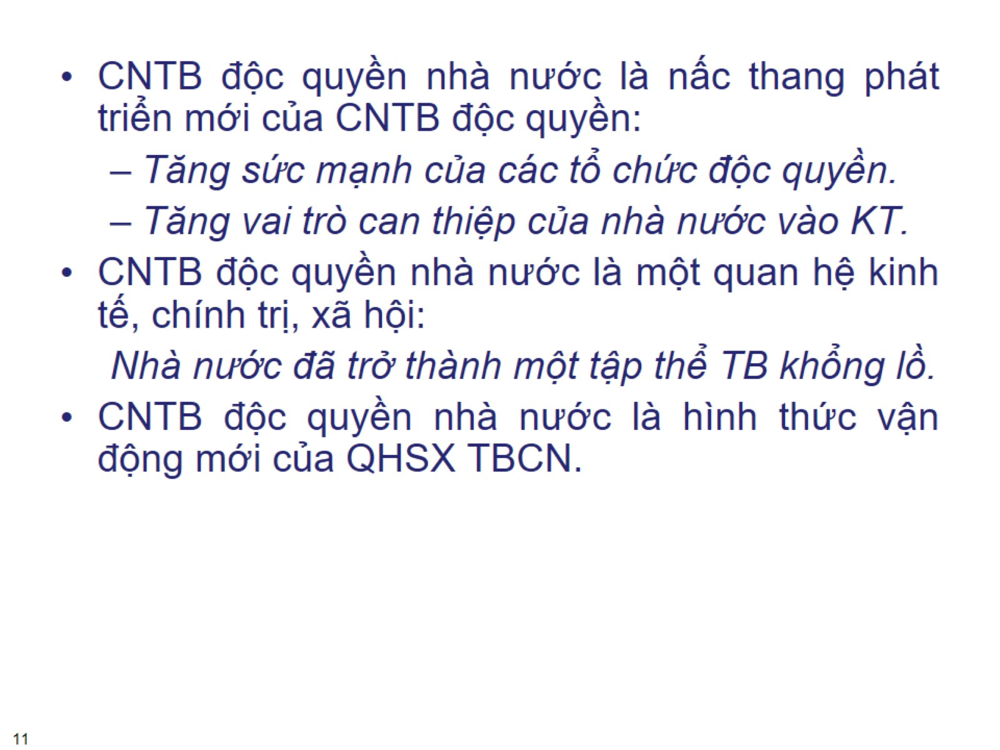 • CNTB độc quyền nhà nước là nấc thang phát
triển mới của CNTB độc quyền:
– Tăng sức mạnh của các tổ chức độc quyền.
– Tăng vai trò can thiệp của nhà nước vào KT.
• CNTB độc quyền nhà nước là một quan hệ kinh
tế, chính trị, xã hội:
Nhà nước đã trở thành một tập thể TB khổng lồ.
• CNTB độc quyền nhà nước là hình thức vận
động mới của QHSX TBCN.
11